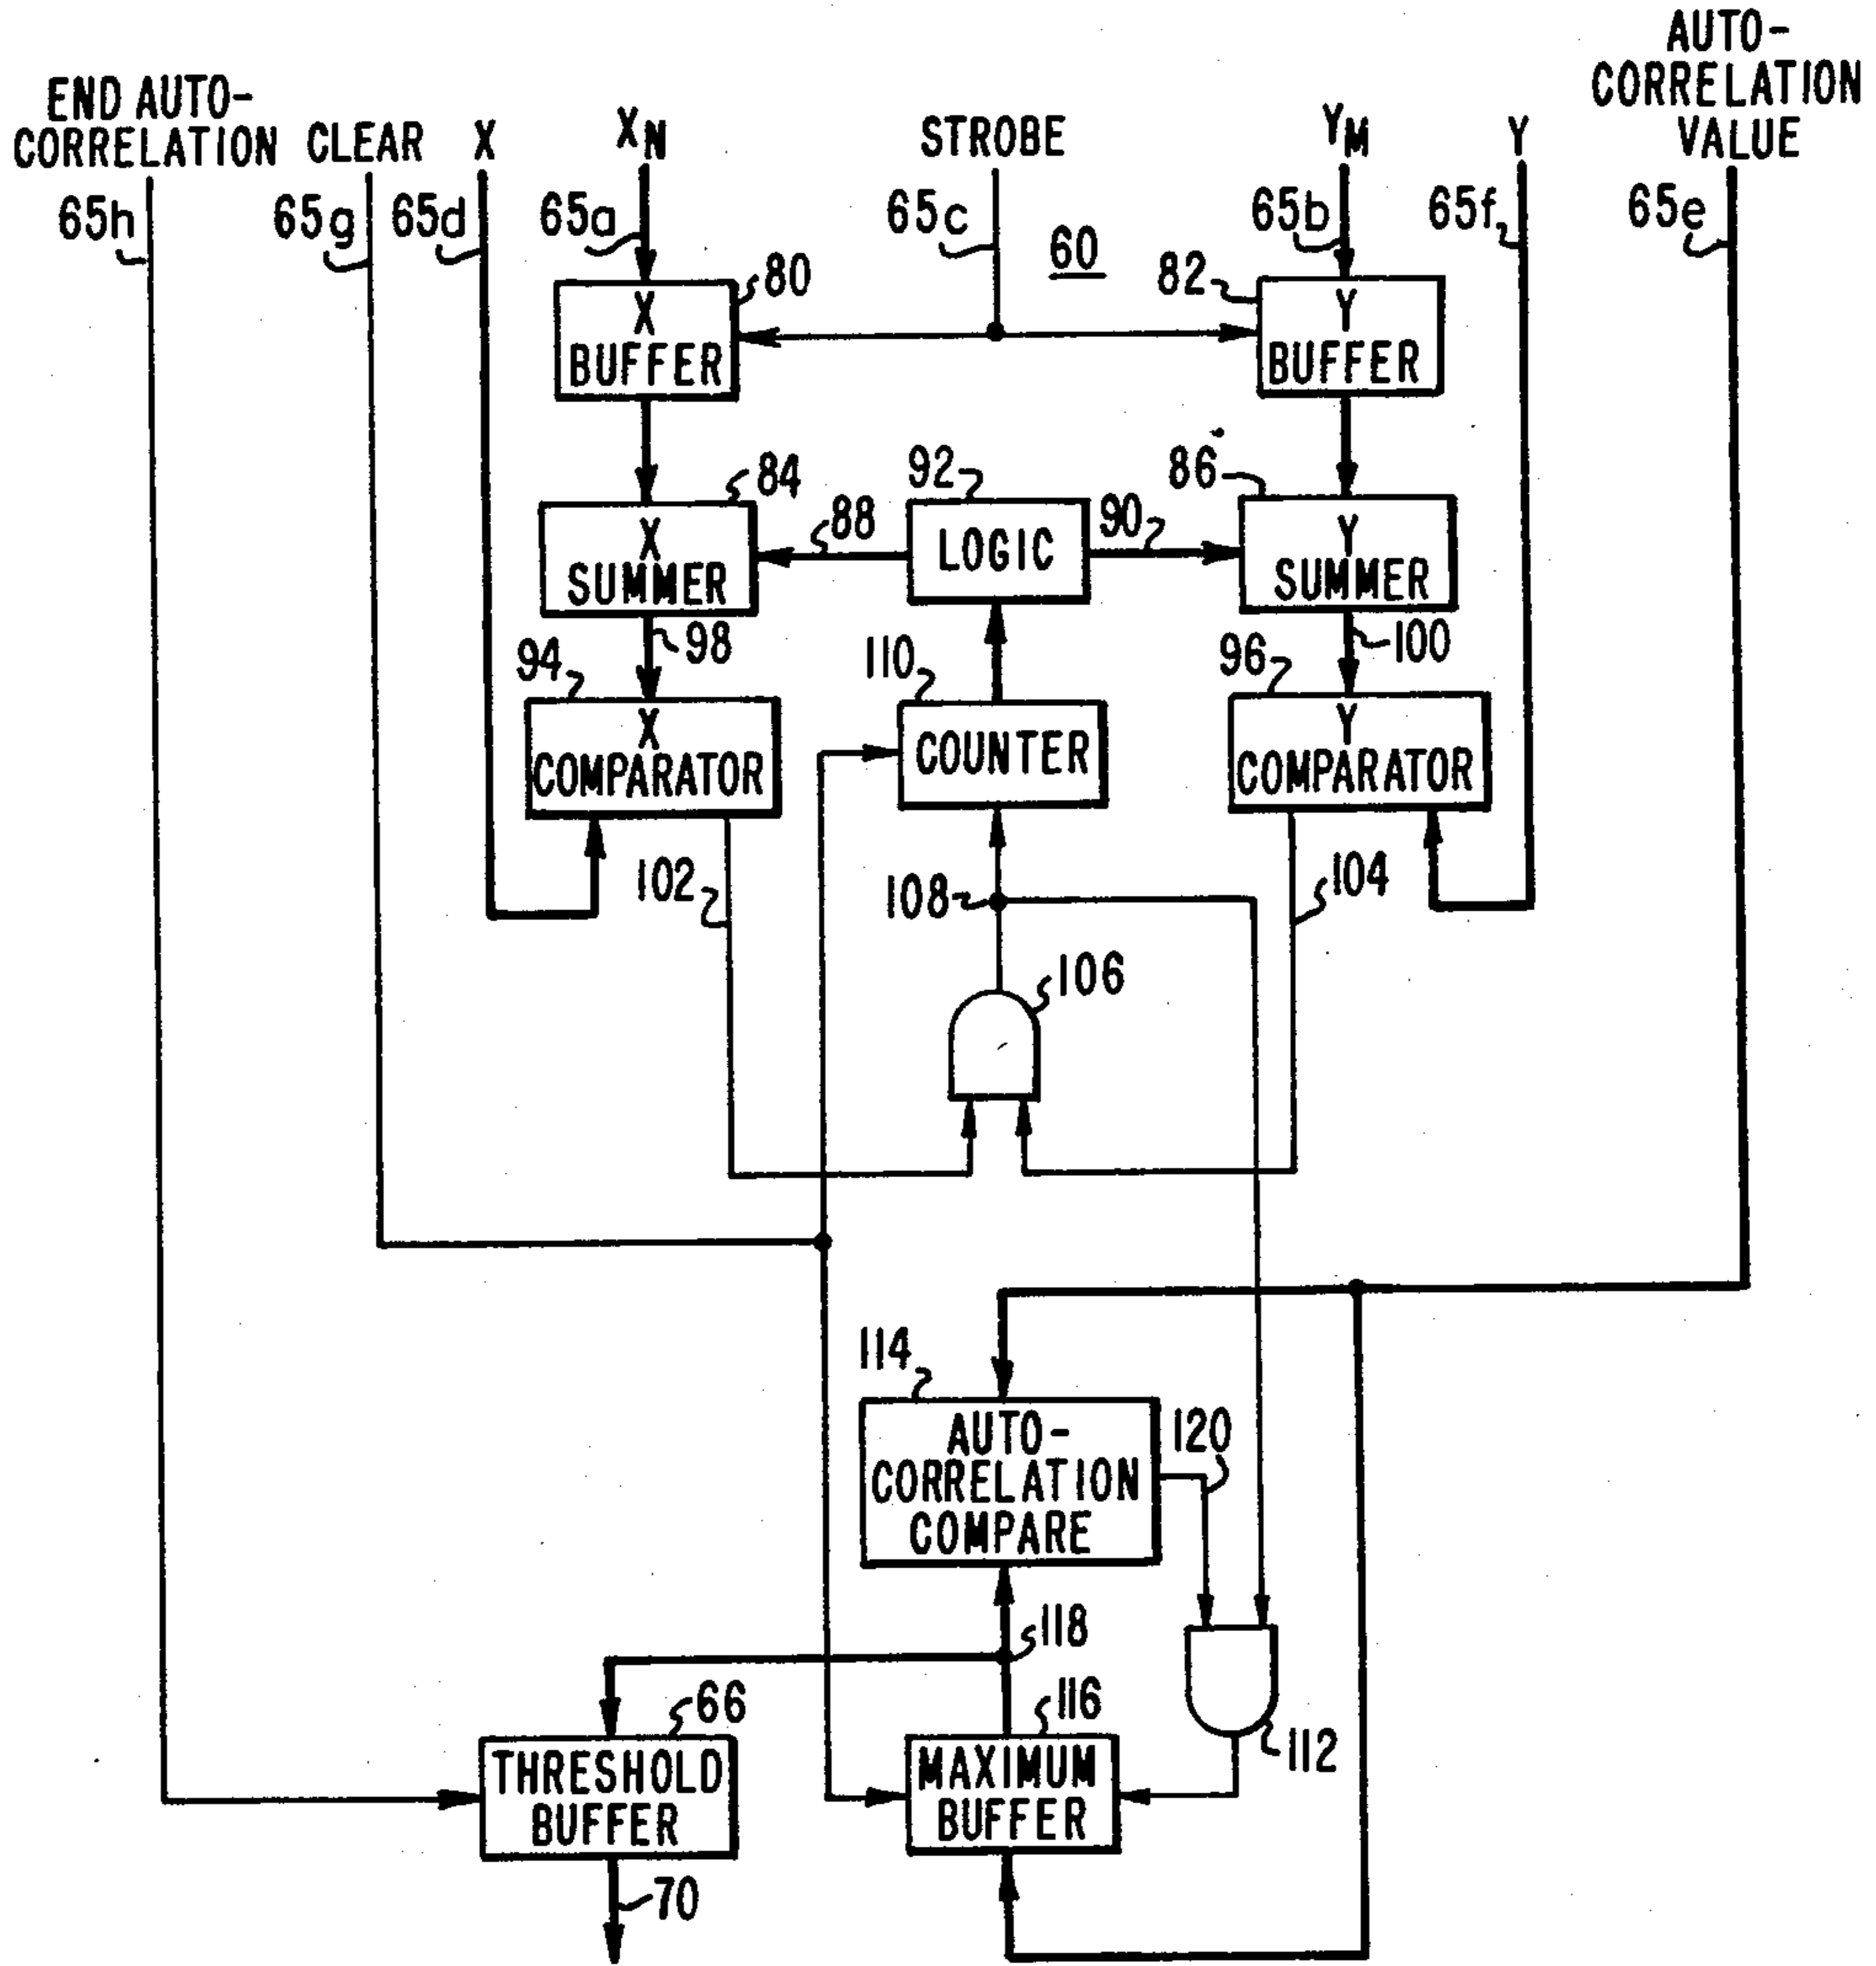 AUTO-
CORRELATION
VALUE
END AUTO-
CORRELATION
CLEAR
X
XN
STROBE
YM
Y
65h
65g
65d
65a
65c
60
65b
65f
65e
80
X
BUFFER
82
Y
BUFFER
84
X
SUMMER
88
92
LOGIC
90
86
Y
SUMMER
98
100
94
X
COMPARATOR
110
COUNTER
96
Y
COMPARATOR
102
108
104
106
114
AUTO-
CORRELATION
COMPARE
120
118
66
THRESHOLD
BUFFER
116
MAXIMUM
BUFFER
112
70